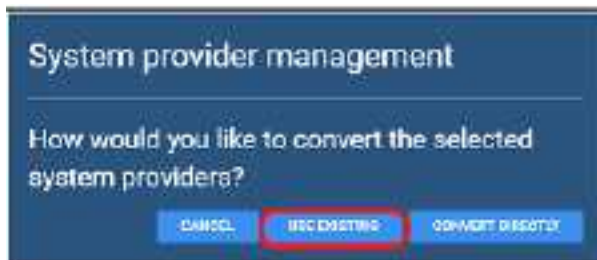 System provider management
How would you like to convert the selected
system providers?
CANCEL USE EXISTING CONVERT DIRECTLY